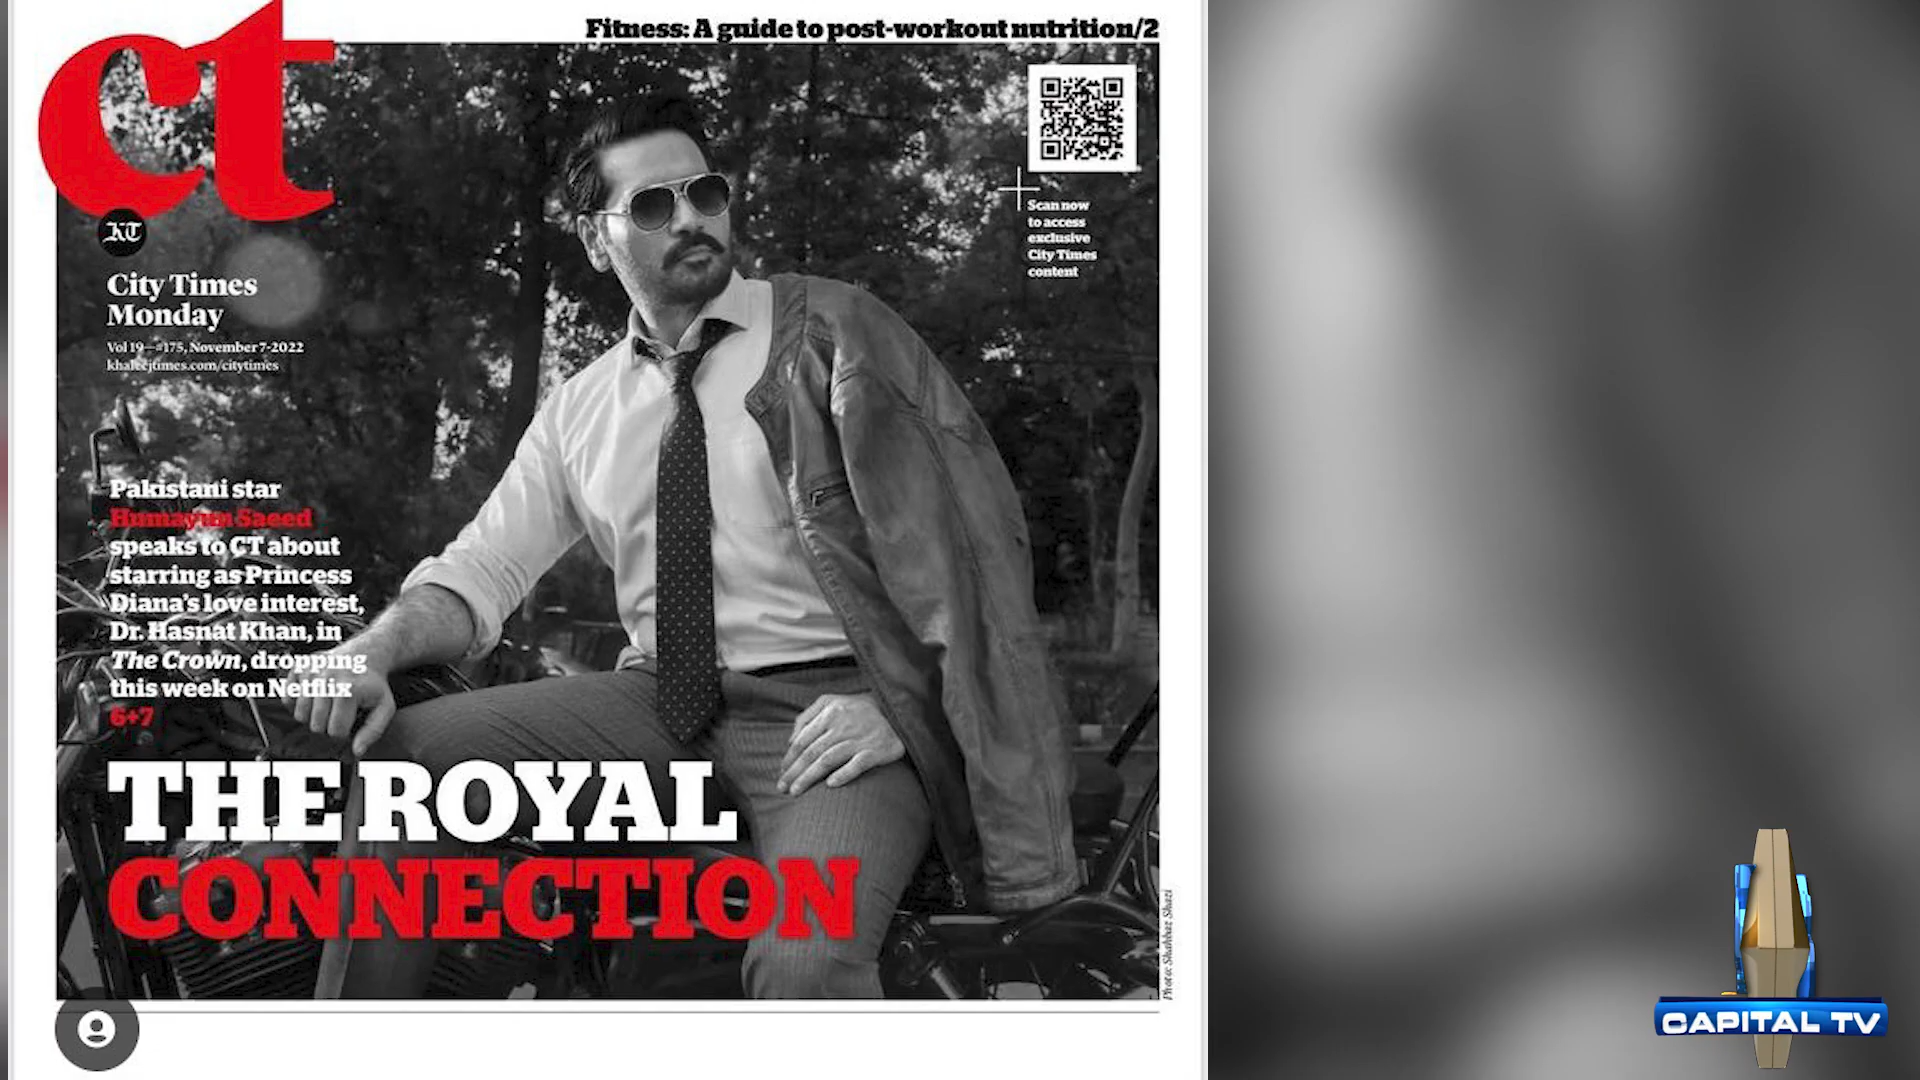 Fitness: A guide to post-workout nutrition/2
ct
KT
City Times
Monday
Vol 19—#175, November 7-2022
khaleejtimes.com/citytimes
Scan now
to access
exclusive
City Times
content
Pakistani star
Humayun Saeed
speaks to CT about
starring as Princess
Diana's love interest,
Dr. Hasnat Khan, in
The Crown, dropping
this week on Netflix
6+7
THE ROYAL
CONNECTION
Photo: Shahbaz Shazi
CAPITAL TV